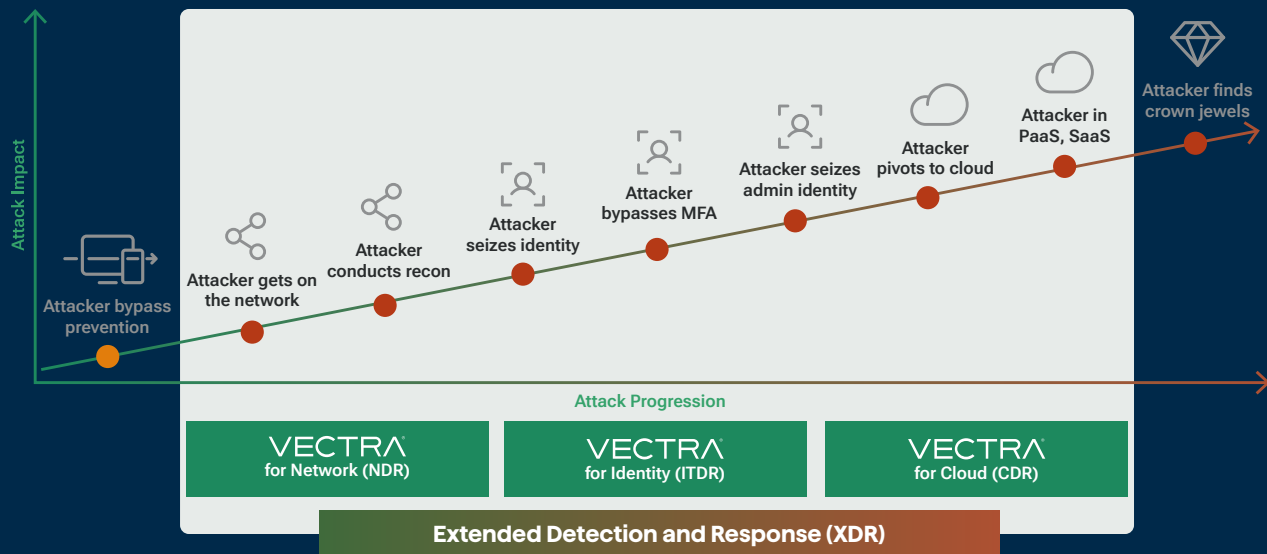 Attack Impact
Attacker bypass
prevention
Attacker gets on
the network
Attacker
conducts recon
Attacker
seizes identity
Attacker
bypasses MFA
Attacker seizes
admin identity
Attacker
pivots to cloud
Attacker in
PaaS, SaaS
Attacker finds
crown jewels
Attack Progression
VECTRA®
for Network (NDR)
VECTRA®
for Identity (ITDR)
VECTRA®
for Cloud (CDR)
Extended Detection and Response (XDR)